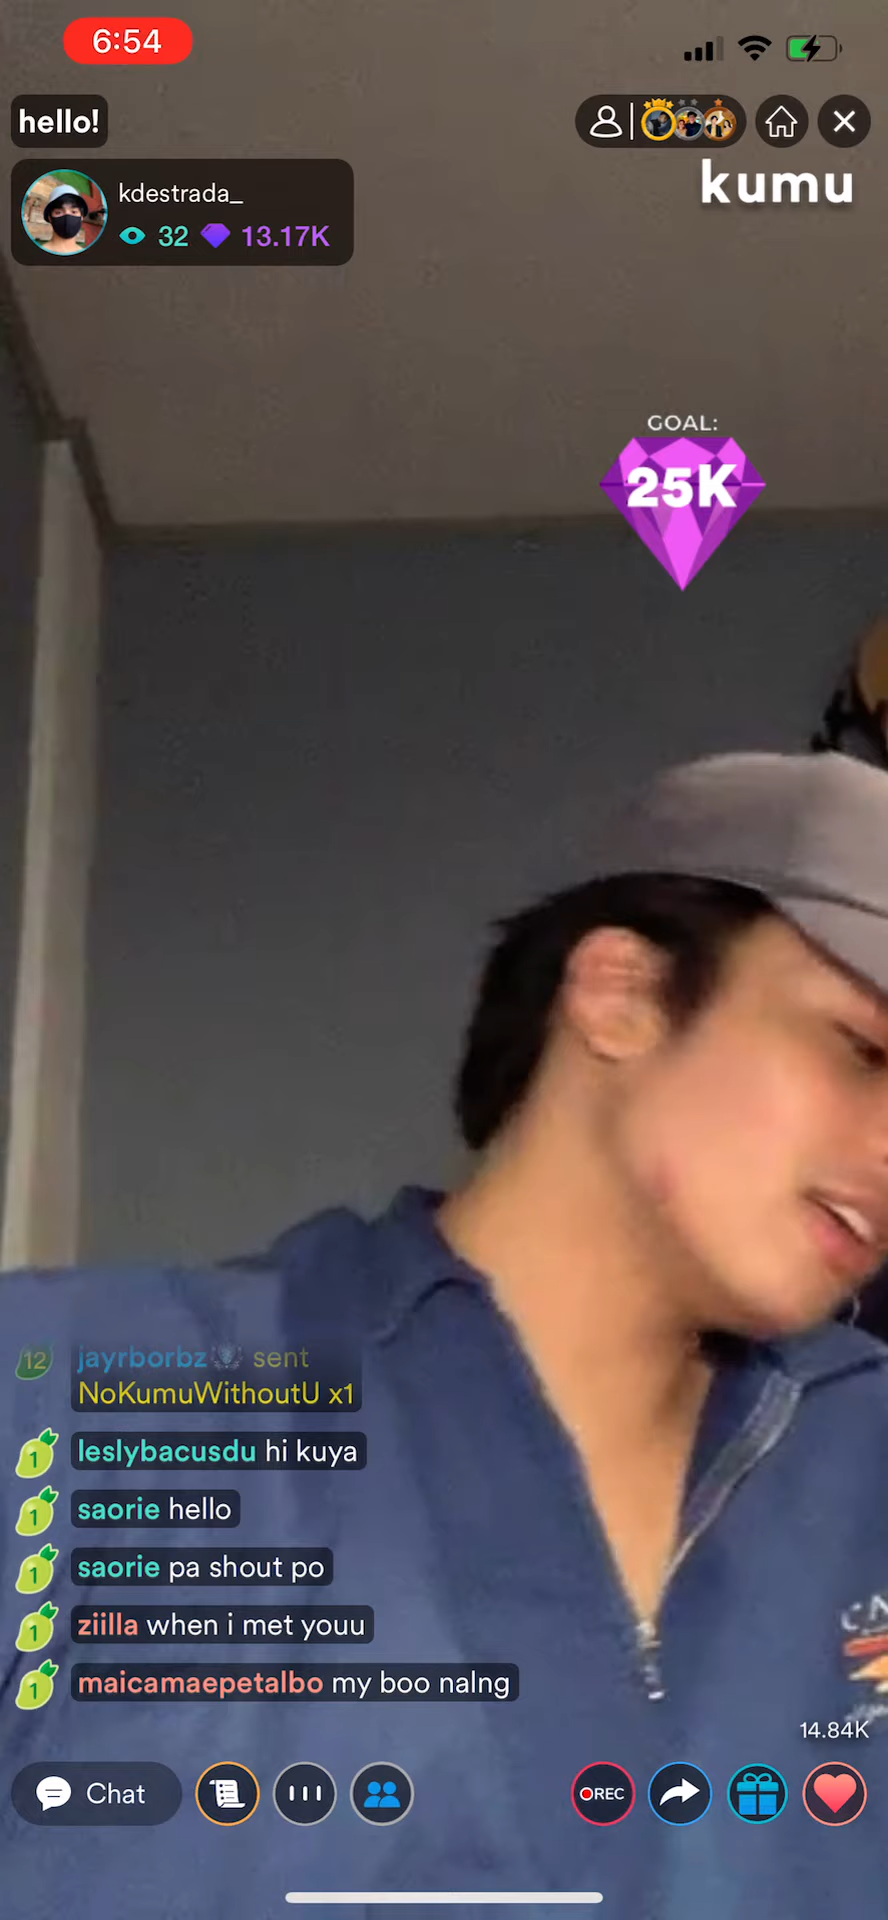 6:54
hello!
kumu
kdestrada_
32 13.17K
GOAL:
25K
12 jayrborbz sent
NoKumuWithoutU x1
1 leslybacusdu hi kuya
1 saorie hello
1 saorie pa shout po
1 ziilla when i met youu
1 maicamaepetalbo my boo nalng
14.84K
Chat
REC